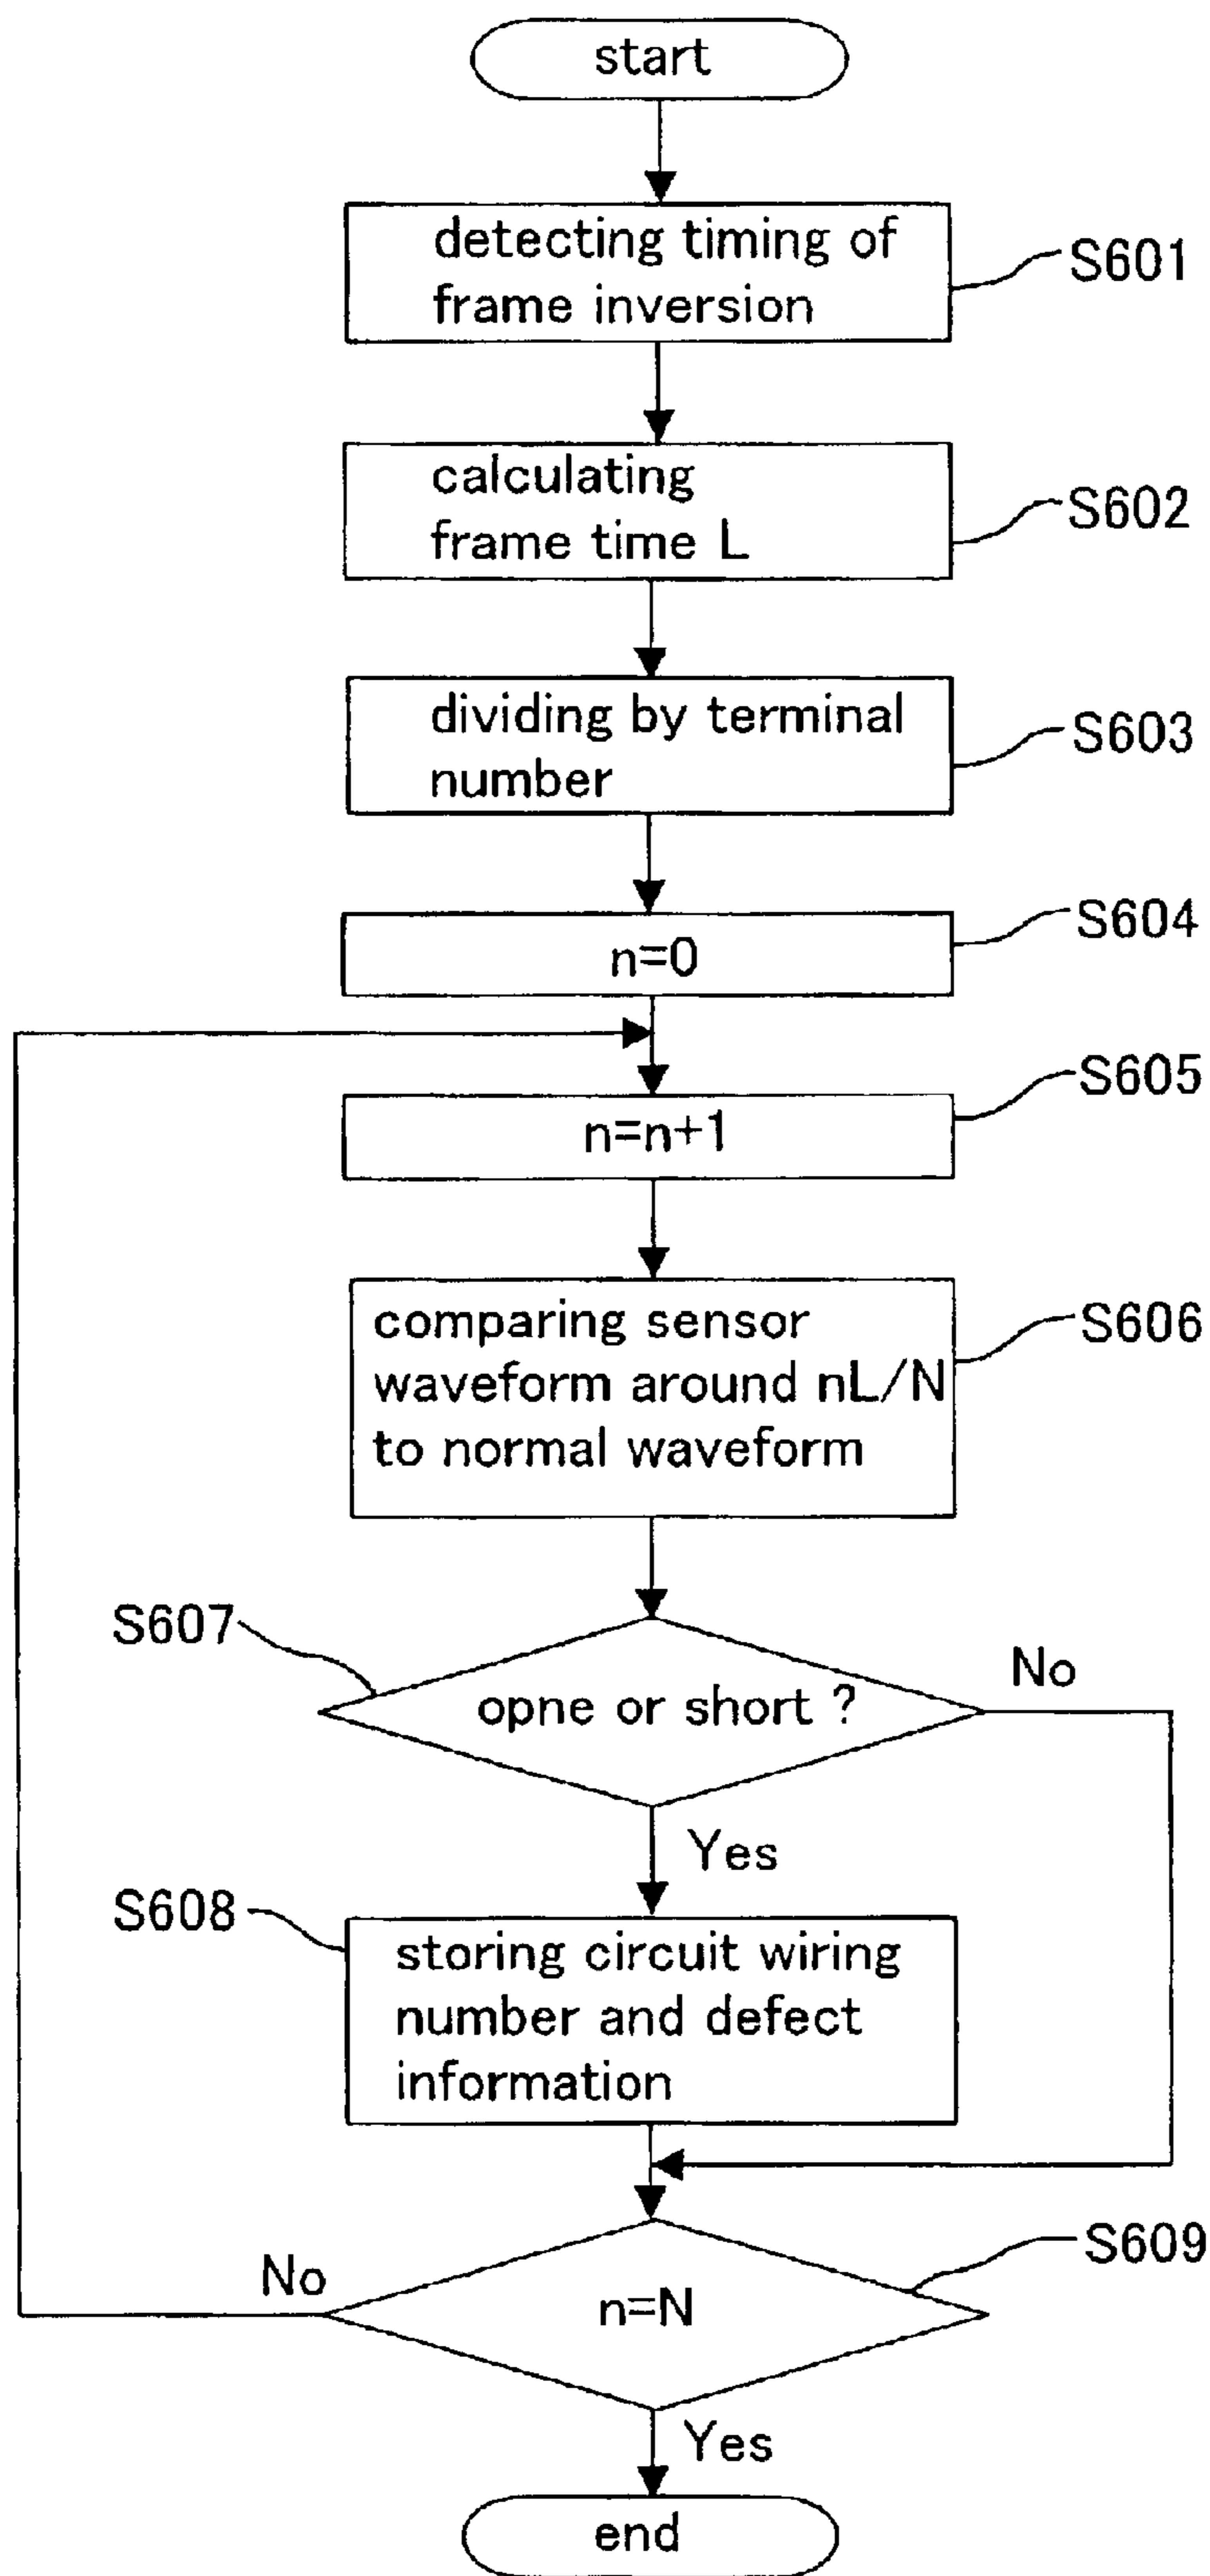 start
detecting timing of
frame inversion
S601
calculating
frame time L
S602
dividing by terminal
number
S603
n=0
S604
n=n+1
S605
comparing sensor
waveform around nL/N
to normal waveform
S606
S607
opne or short ?
No
Yes
S608
storing circuit wiring
number and defect
information
No
n=N
S609
Yes
end